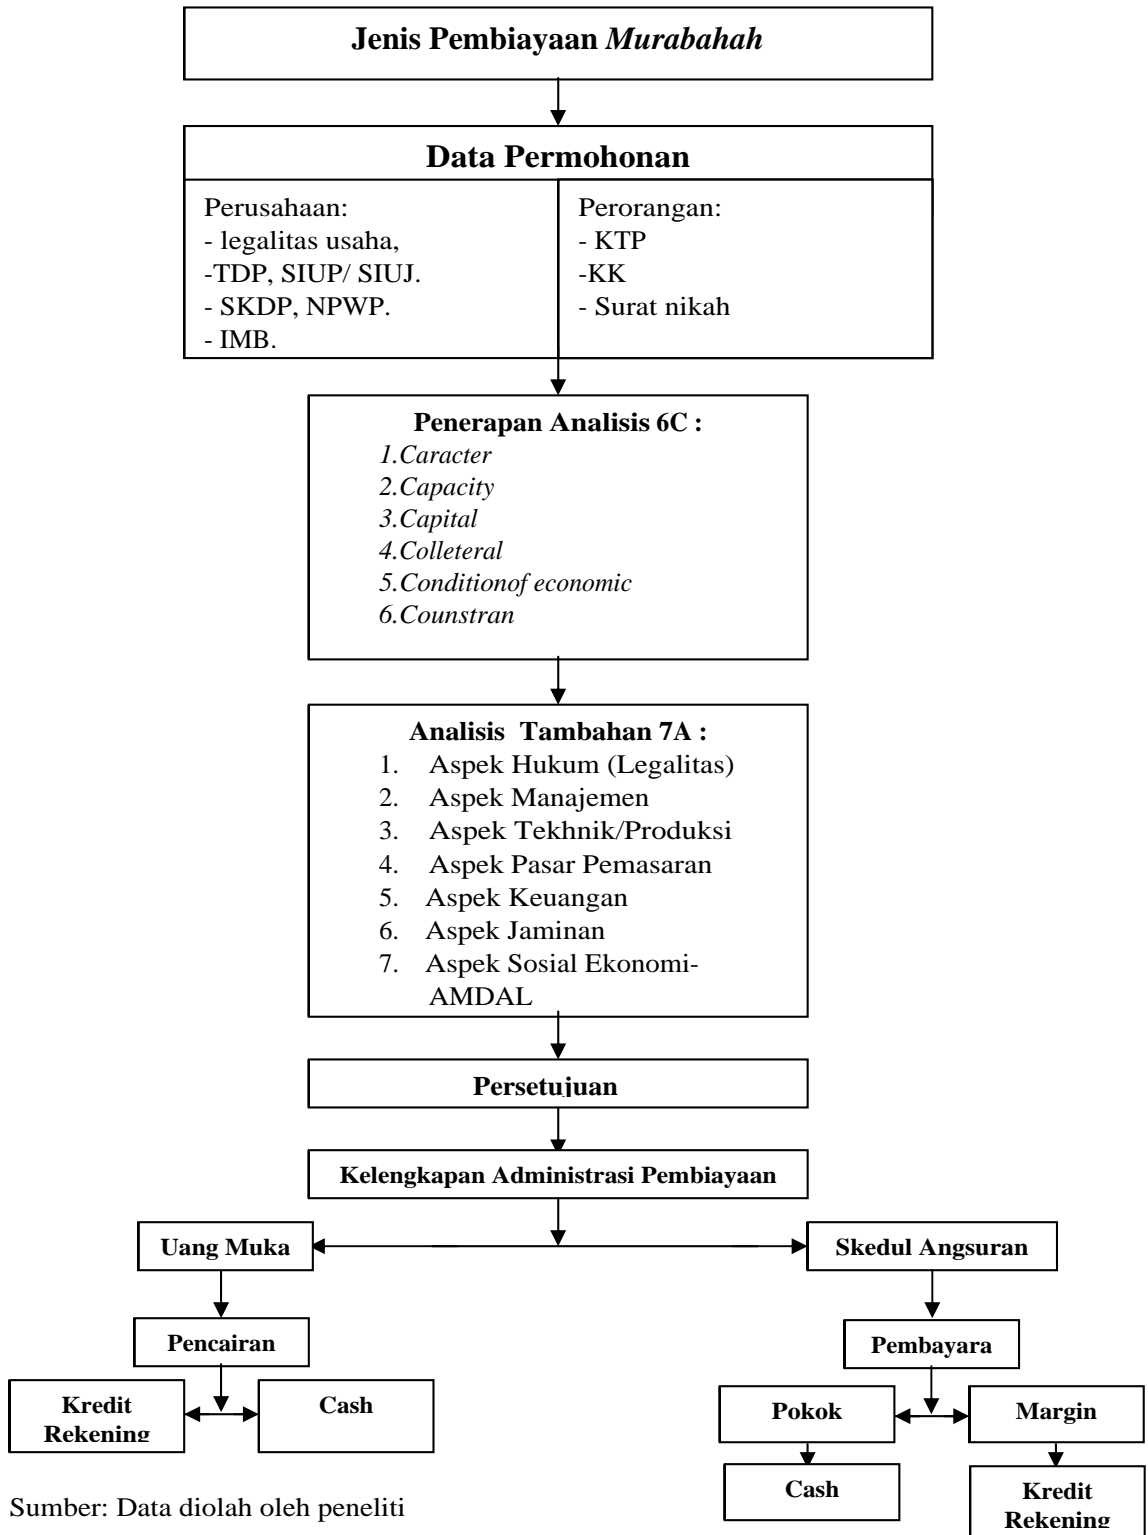 Jenis Pembiayaan Murabahah
Data Permohonan
Perusahaan:
- legalitas usaha,
-TDP, SIUP/ SIUJ.
- SKDP, NPWP.
- IMB.
Perorangan:
- KTP
-KK
- Surat nikah
Penerapan Analisis 6C :
1.Caracter
2.Capacity
3.Capital
4.Colleteral
5.Conditionof economic
6.Counstran
Analisis Tambahan 7A :
1. Aspek Hukum (Legalitas)
2. Aspek Manajemen
3. Aspek Tekhnik/Produksi
4. Aspek Pasar Pemasaran
5. Aspek Keuangan
6. Aspek Jaminan
7. Aspek Sosial Ekonomi-
AMDAL
Persetujuan
Kelengkapan Administrasi Pembiayaan
Uang Muka
Skedul Angsuran
Pencairan
Pembayara
Kredit
Rekening
Cash
Pokok
Margin
Cash
Kredit
Rekening
Sumber: Data diolah oleh peneliti